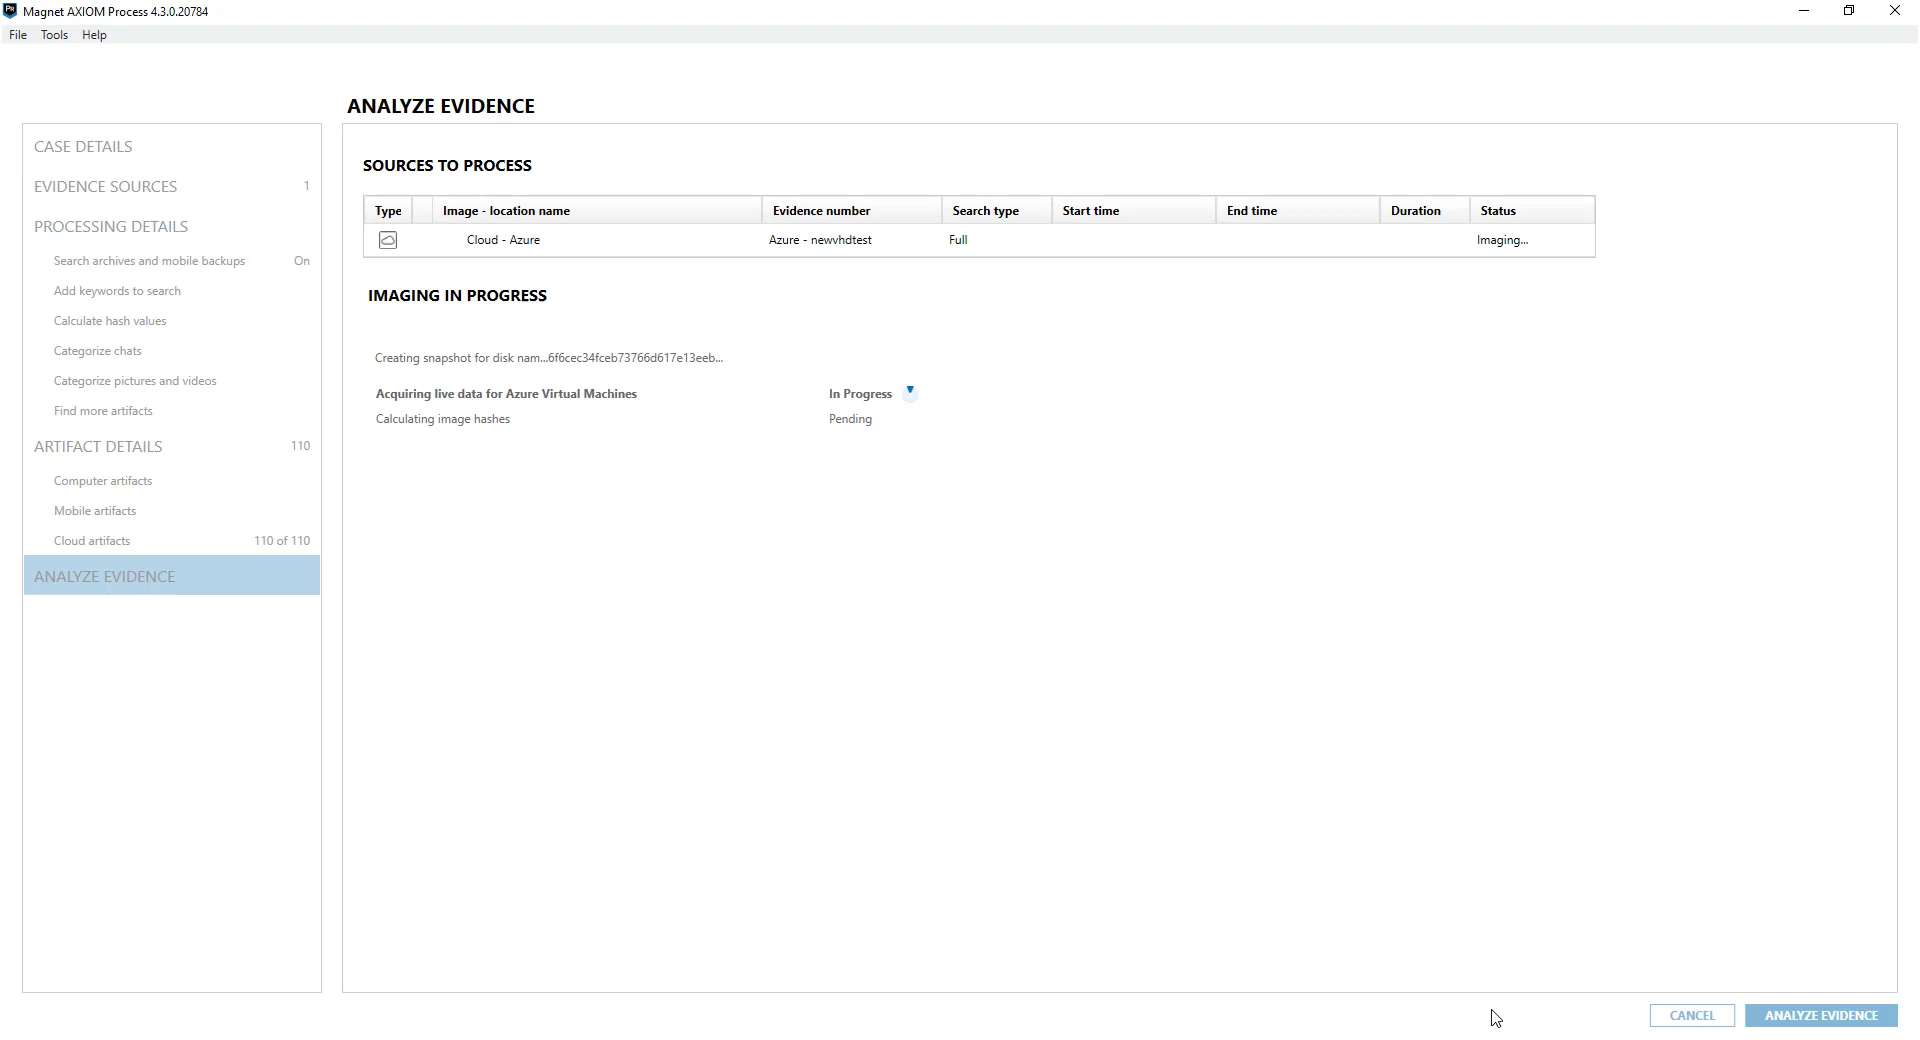 Magnet AXIOM Process 4.3.0.20784
File Tools Help
ANALYZE EVIDENCE
CASE DETAILS
EVIDENCE SOURCES 1
PROCESSING DETAILS
Search archives and mobile backups On
Add keywords to search
Calculate hash values
Categorize chats
Categorize pictures and videos
Find more artifacts
ARTIFACT DETAILS 110
Computer artifacts
Mobile artifacts
Cloud artifacts 110 of 110
ANALYZE EVIDENCE
SOURCES TO PROCESS
Type Image - location name Evidence number Search type Start time End time Duration Status
Cloud - Azure Azure - newvhdtest Full Imaging...
IMAGING IN PROGRESS
Creating snapshot for disk nam...6f6cec34fceb73766d617e13eeb...
Acquiring live data for Azure Virtual Machines In Progress
Calculating image hashes Pending
CANCEL ANALYZE EVIDENCE